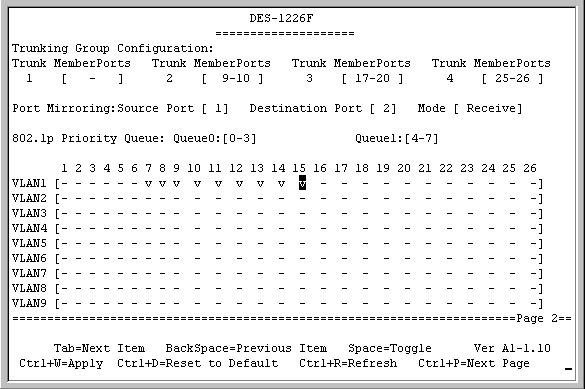 DES-1226F
===================
Trunking Group Configuration:
Trunk MemberPorts   Trunk MemberPorts   Trunk MemberPorts   Trunk MemberPorts
  1    [   -  ]       2    [  9-10 ]      3    [ 17-20 ]      4    [ 25-26 ]
Port Mirroring:Source Port [ 1]   Destination Port [ 2]   Mode [ Receive]
802.1p Priority Queue: Queue0:[0-3]              Queue1:[4-7]
1 2 3 4 5 6 7 8 9 10 11 12 13 14 15 16 17 18 19 20 21 22 23 24 25 26
VLAN1 [- - - - - - v v v v v v v v v - - - - - - - - - - -]
VLAN2 [- - - - - - - - - - - - - - - - - - - - - - - - - -]
VLAN3 [- - - - - - - - - - - - - - - - - - - - - - - - - -]
VLAN4 [- - - - - - - - - - - - - - - - - - - - - - - - - -]
VLAN5 [- - - - - - - - - - - - - - - - - - - - - - - - - -]
VLAN6 [- - - - - - - - - - - - - - - - - - - - - - - - - -]
VLAN7 [- - - - - - - - - - - - - - - - - - - - - - - - - -]
VLAN8 [- - - - - - - - - - - - - - - - - - - - - - - - - -]
VLAN9 [- - - - - - - - - - - - - - - - - - - - - - - - - -]
========================================================================Page 2==
Tab=Next Item   BackSpace=Previous Item   Space=Toggle      Ver A1-1.10
Ctrl+W=Apply  Ctrl+D=Reset to Default   Ctrl+R=Refresh   Ctrl+P=Next Page